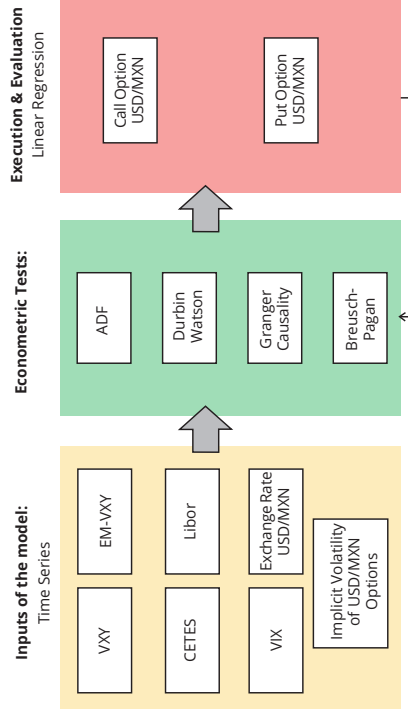 Inputs of the model:
Time Series
VXY
EM-VXY
CETES
Libor
VIX
Exchange Rate
USD/MXN
Implicit Volatility
of USD/MXN
Options
Econometric Tests:
ADF
Durbin
Watson
Granger
Causality
Breusch-
Pagan
Execution & Evaluation
Linear Regression
Call Option
USD/MXN
Put Option
USD/MXN